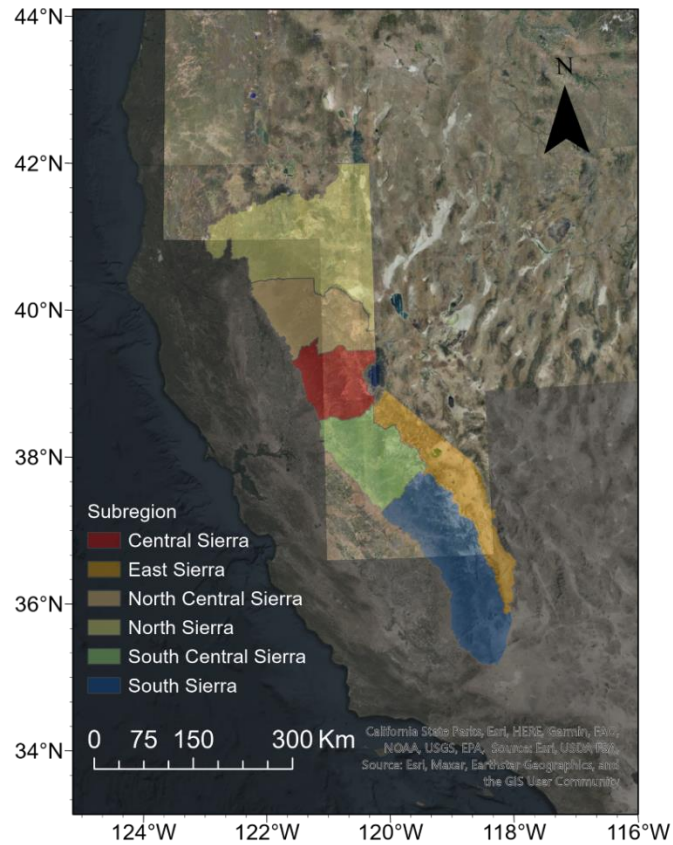 44°N
N
42°N
40°N
38°N
Subregion
Central Sierra
East Sierra
North Central Sierra
36°N
North Sierra
South Central Sierra
South Sierra
0 75 150 300 Km
California State Parks, Esri, HERE, Garmin, FAO,
34°N
NOAA, USGS, EPA, Source: Esri, USDA FSA,
Source: Esri, Maxar, Earthstar Geographics, and
the GIS User Community
124°W 122°W 120°W 118°W 116°W